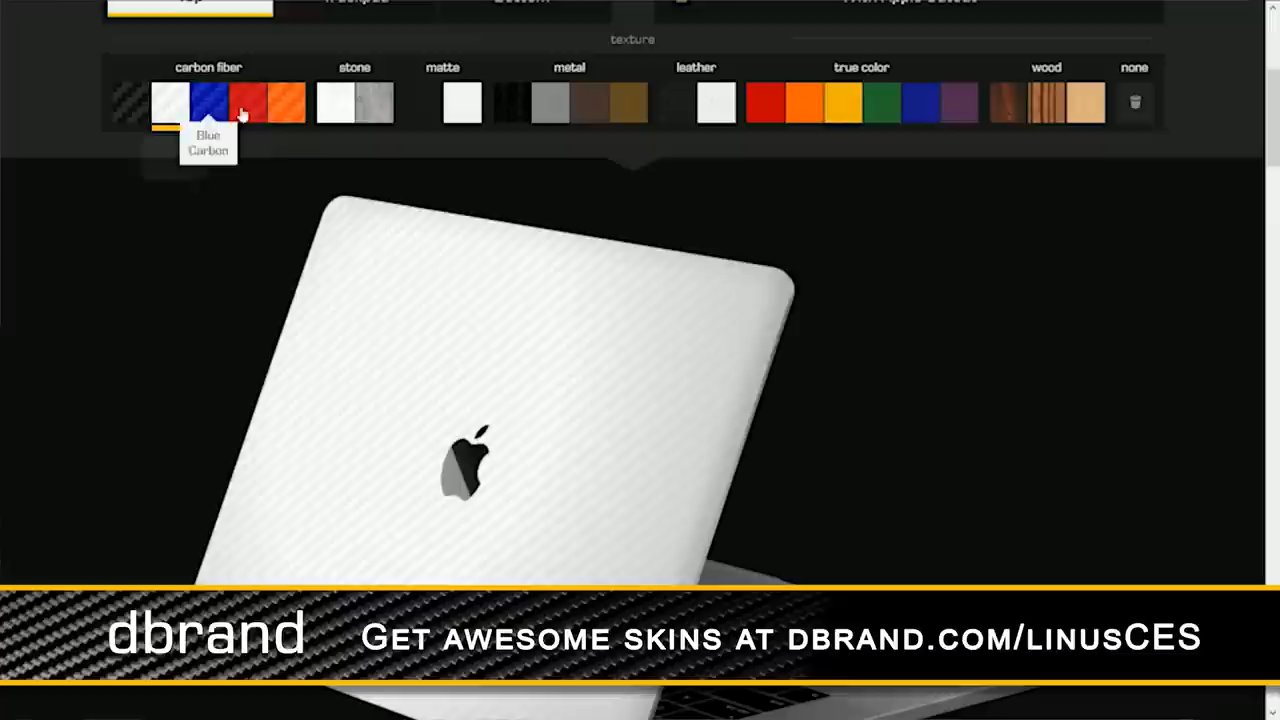 texture
carbon fiber
stone
matte
metal
leather
true color
wood
none
Blue
Carbon
dbrand
GET AWESOME SKINS AT DBRAND.COM/LINUSCES